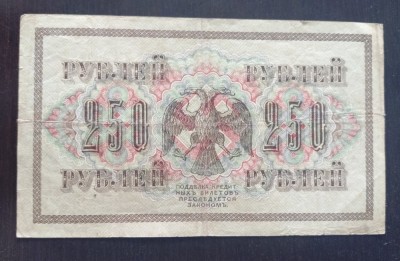 РУБЛЕЙ РУБЛЕЙ
250 250
РУБЛЕЙ РУБЛЕЙ
ПОДДѢЛКА КРЕДИТ
НЫХЪ БИЛЕТОВЪ
ПРЕСЛѢДУЕТСЯ
ЗАКОНОМЪ.